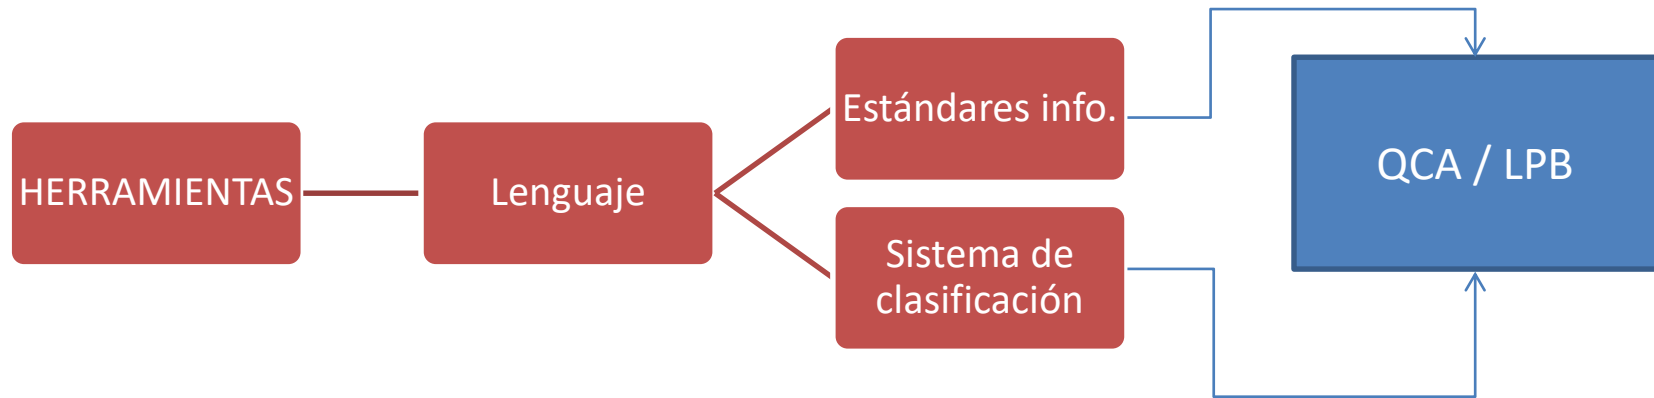 HERRAMIENTAS
Lenguaje
Estándares info.
Sistema de
clasificación
QCA / LPB